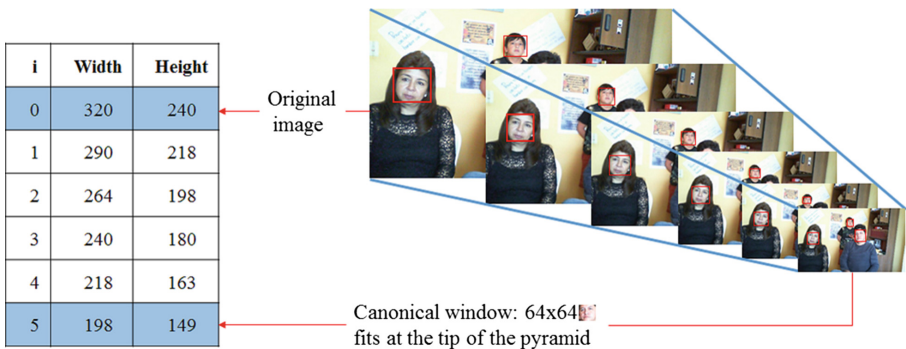 i Width Height
0 320 240
1 290 218
2 264 198
3 240 180
4 218 163
5 198 149
Original
image
Canonical window: 64x64
fits at the tip of the pyramid